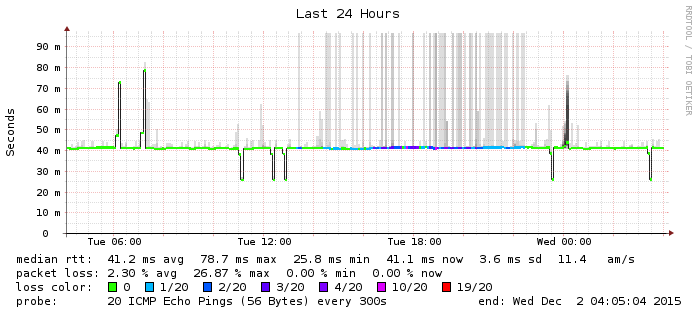 Last 24 Hours
RRDTOOL / TOBI OETIKER
Seconds
90 m
80 m
70 m
60 m
50 m
40 m
30 m
20 m
10 m
0
Tue 06:00 Tue 12:00 Tue 18:00 Wed 00:00
median rtt: 41.2 ms avg 78.7 ms max 25.8 ms min 41.1 ms now 3.6 ms sd 11.4 am/s
packet loss: 2.30 % avg 26.87 % max 0.00 % min 0.00 % now
loss color: 0 1/20 2/20 3/20 4/20 10/20 19/20
probe: 20 ICMP Echo Pings (56 Bytes) every 300s end: Wed Dec 2 04:05:04 2015